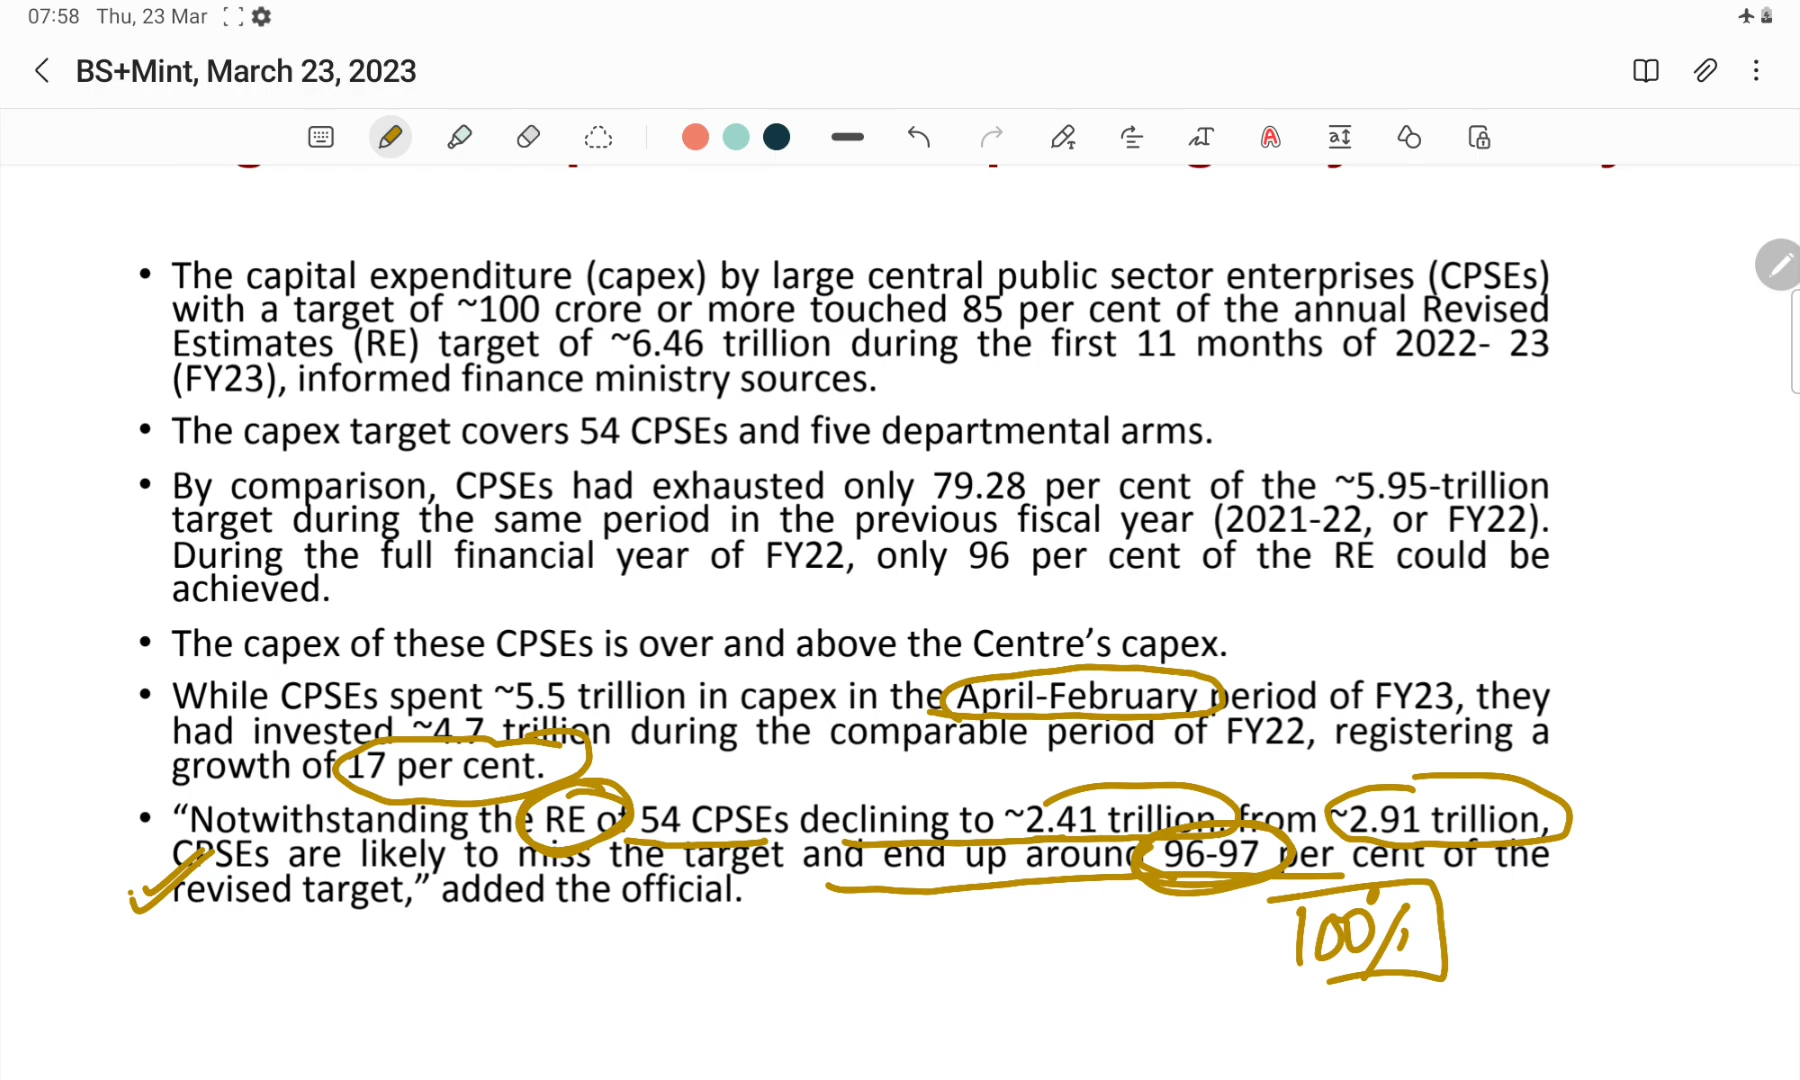 07:58 Thu, 23 Mar
BS+Mint, March 23, 2023
• The capital expenditure (capex) by large central public sector enterprises (CPSEs)
with a target of ~100 crore or more touched 85 per cent of the annual Revised
Estimates (RE) target of ~6.46 trillion during the first 11 months of 2022- 23
(FY23), informed finance ministry sources.
• The capex target covers 54 CPSEs and five departmental arms.
• By comparison, CPSEs had exhausted only 79.28 per cent of the ~5.95-trillion
target during the same period in the previous fiscal year (2021-22, or FY22).
During the full financial year of FY22, only 96 per cent of the RE could be
achieved.
• The capex of these CPSEs is over and above the Centre’s capex.
• While CPSEs spent ~5.5 trillion in capex in the April-February period of FY23, they
had invested ~4.7 trillion during the comparable period of FY22, registering a
growth of 17 per cent.
• “Notwithstanding the RE of 54 CPSEs declining to ~2.41 trillion from ~2.91 trillion,
CPSEs are likely to miss the target and end up around 96-97 per cent of the
revised target,” added the official.
100%